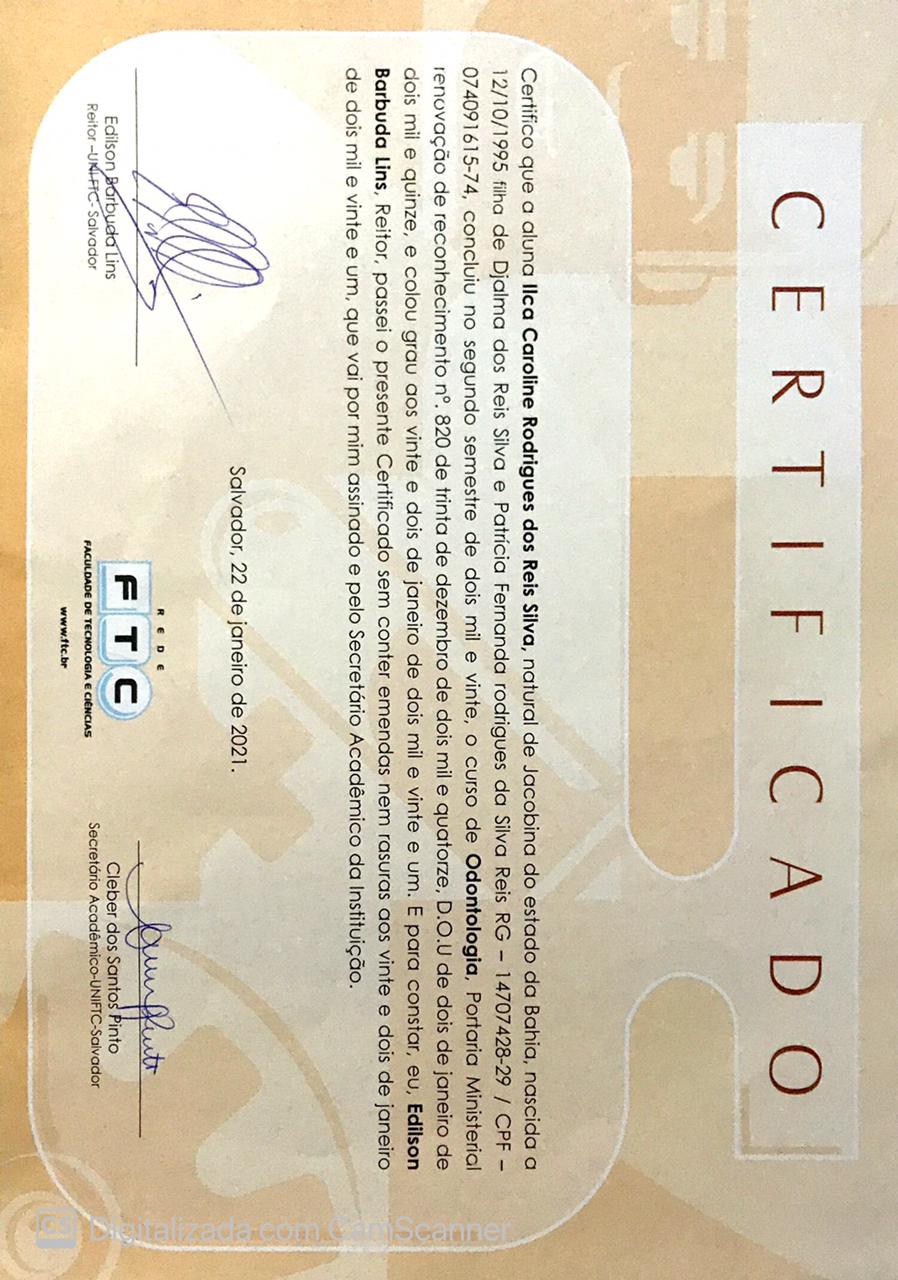 CERTIFICADO
Certifico que a aluna Ilca Caroline Rodrigues dos Reis Silva, natural de Jacobina do estado da Bahia, nascida a
12/10/1995 filha de Djalma dos Reis Silva e Patrícia Fernanda rodrigues da Silva Reis RG – 14707428-29 / CPF –
074091615-74, concluiu no segundo semestre de dois mil e vinte, o curso de Odontologia, Portaria Ministerial
renovação de reconhecimento nº. 820 de trinta de dezembro de dois mil e quatorze, D.O.U de dois de janeiro de
dois mil e quinze, e colou grau aos vinte e dois de janeiro de dois mil e vinte e um. E para constar, eu, Edilson
Barbuda Lins, Reitor, passei o presente Certificado sem conter emendas nem rasuras aos vinte e dois de janeiro
de dois mil e vinte e um, que vai por mim assinado e pelo Secretário Acadêmico da Instituição.
Salvador, 22 de janeiro de 2021.
Edilson Barbuda Lins
Reitor –UNI-FTC- Salvador
REDE
FTC
FACULDADE DE TECNOLOGIA E CIÊNCIAS
www.ftc.br
Cleber dos Santos Pinto
Secretário Acadêmico-UNIFTC-Salvador
CS Digitalizada com CamScanner